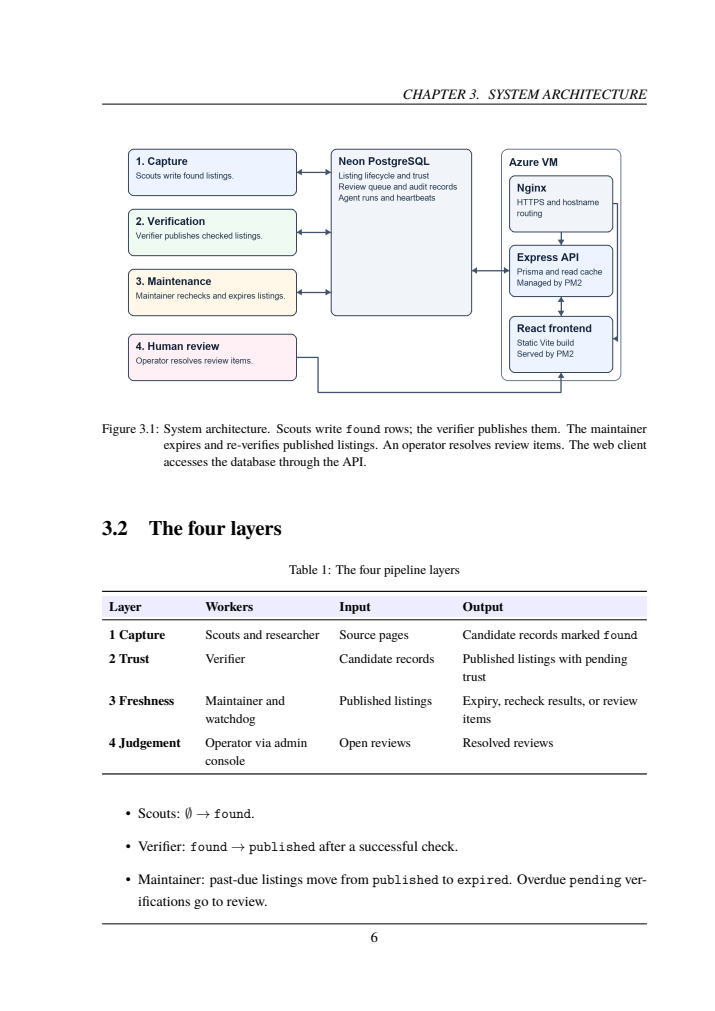 CHAPTER 3. SYSTEM ARCHITECTURE
1. Capture
Scouts write found listings.
2. Verification
Verifier publishes checked listings.
3. Maintenance
Maintainer rechecks and expires listings.
4. Human review
Operator resolves review items.
Neon PostgreSQL
Listing lifecycle and trust
Review queue and audit records
Agent runs and heartbeats
Azure VM
Nginx
HTTPS and hostname
routing
Express API
Prisma and read cache
Managed by PM2
React frontend
Static Vite build
Served by PM2
Figure 3.1: System architecture. Scouts write found rows; the verifier publishes them. The maintainer
expires and re-verifies published listings. An operator resolves review items. The web client
accesses the database through the API.
3.2 The four layers
Table 1: The four pipeline layers
Layer Workers Input Output
1 Capture Scouts and researcher Source pages Candidate records marked found
2 Trust Verifier Candidate records Published listings with pending
trust
3 Freshness Maintainer and Published listings Expiry, recheck results, or review
watchdog items
4 Judgement Operator via admin Open reviews Resolved reviews
console
• Scouts: ∅ → found.
• Verifier: found → published after a successful check.
• Maintainer: past-due listings move from published to expired. Overdue pending ver-
ifications go to review.
6